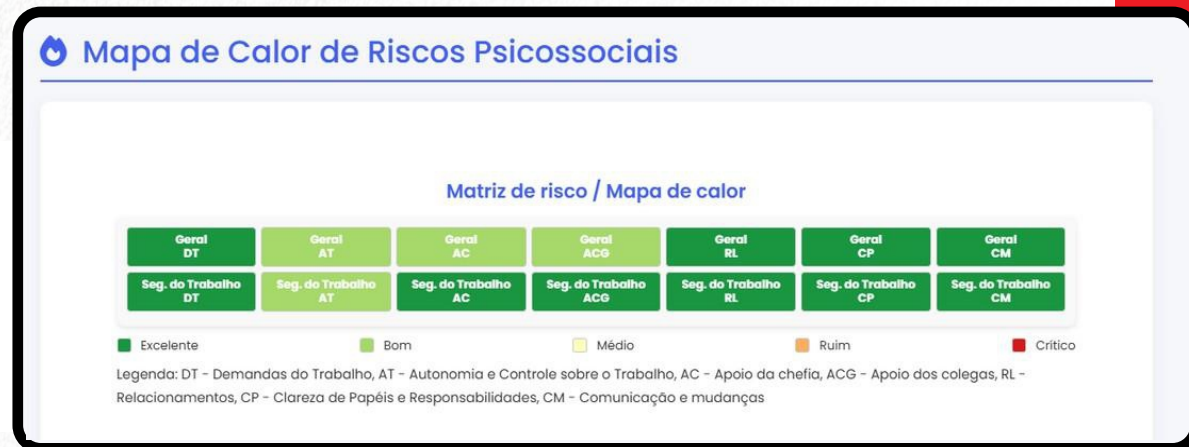 Mapa de Calor de Riscos Psicossociais
Matriz de risco / Mapa de calor
Geral Geral Geral Geral Geral Geral Geral
DT AT AC ACG RL CP CM
Seg. do Trabalho Seg. do Trabalho Seg. do Trabalho Seg. do Trabalho Seg. do Trabalho Seg. do Trabalho Seg. do Trabalho
DT AT AC ACG RL CP CM
Excelente Bom Médio Ruim Crítico
Legenda: DT - Demandas do Trabalho, AT - Autonomia e Controle sobre o Trabalho, AC - Apoio da chefia, ACG - Apoio dos colegas, RL -
Relacionamentos, CP - Clareza de Papéis e Responsabilidades, CM - Comunicação e mudanças